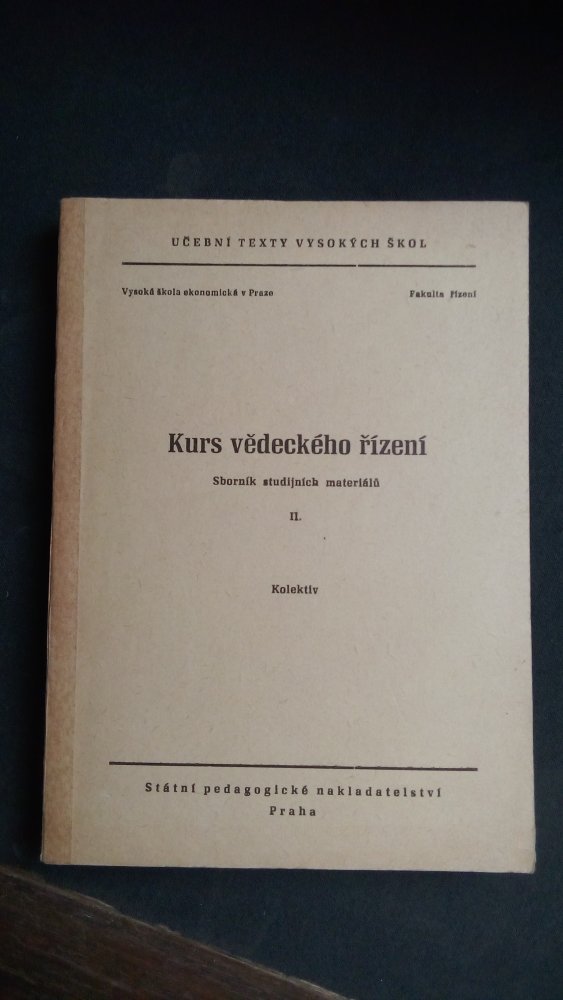 UČEBNÍ TEXTY VYSOKÝCH ŠKOL
Vysoká škola ekonomická v Praze Fakulta řízení
Kurs vědeckého řízení
Sborník studijních materiálů
II.
Kolektiv
Státní pedagogické nakladatelství
Praha